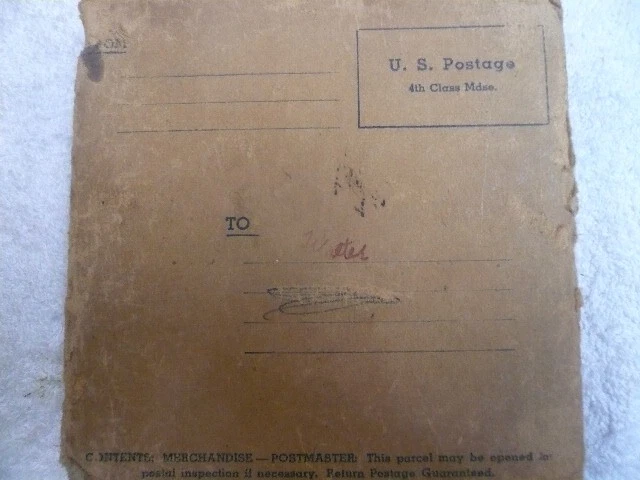 U. S. Postage
4th Class Mdse.
TO
CONTENTS: MERCHANDISE — POSTMASTER: This parcel may be opened for
postal inspection if necessary. Return Postage Guaranteed.